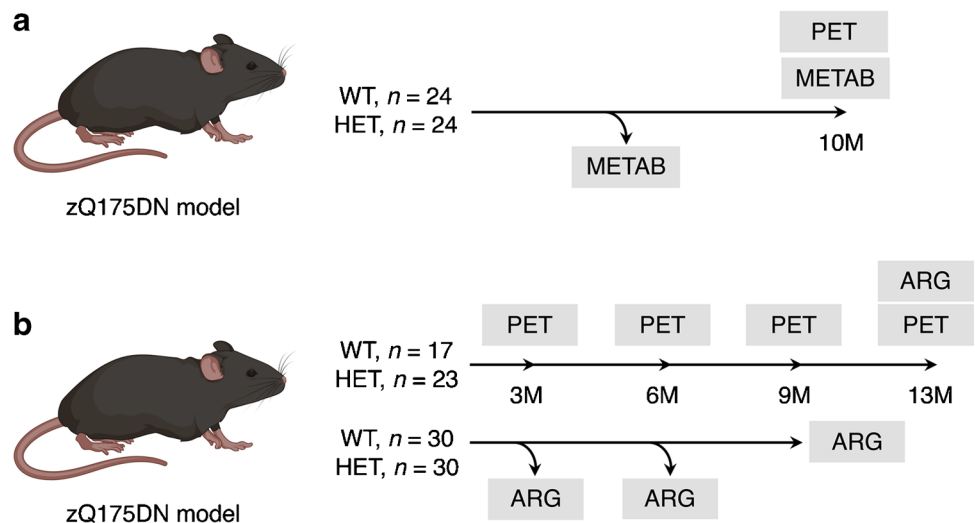 a
PET
METAB
WT, n = 24
HET, n = 24
10M
METAB
zQ175DN model
b
ARG
PET PET PET PET
WT, n = 17
HET, n = 23
3M 6M 9M 13M
WT, n = 30
HET, n = 30
ARG
ARG ARG
zQ175DN model